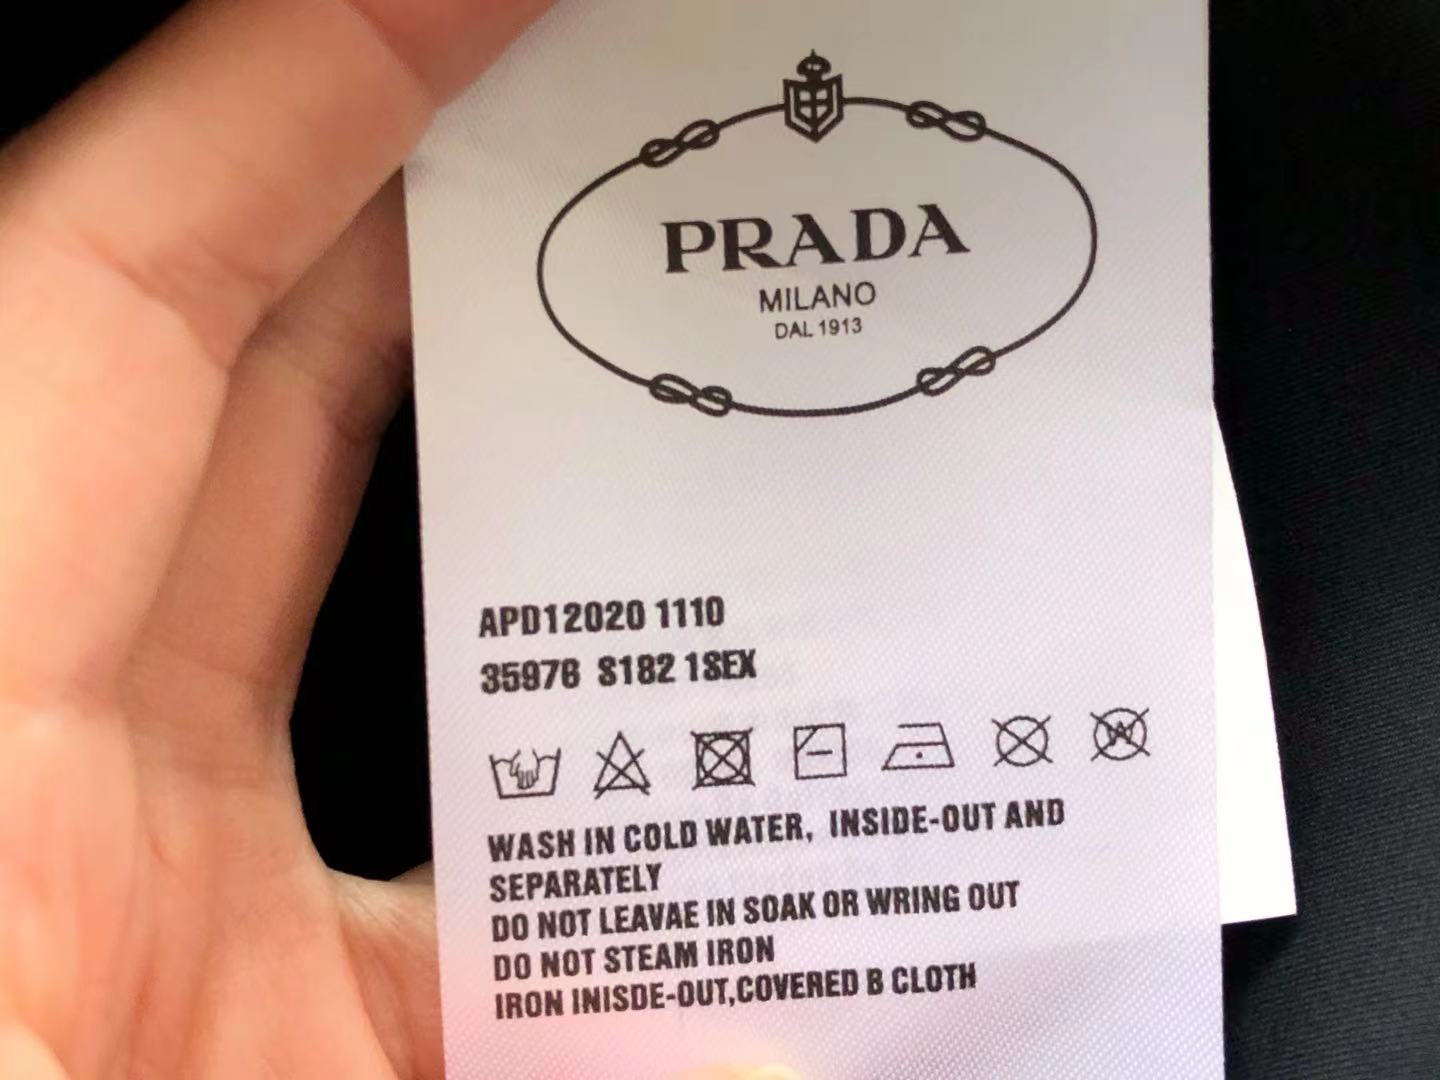 PRADA
MILANO
DAL 1913
APD12020 1110
35976 S182 1SEX
W
WASH IN COLD WATER, INSIDE-OUT AND
SEPARATELY
DO NOT LEAVAE IN SOAK OR WRING OUT
DO NOT STEAM IRON
IRON INISDE-OUT,COVERED B CLOTH